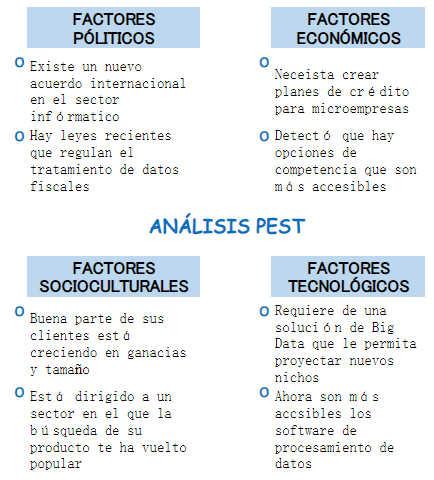 FACTORES
PÓLITICOS
Existe un nuevo
acuerdo internacional
en el sector
informático
Hay leyes recientes
que regulan el
tratamiento de datos
fiscales
FACTORES
ECONÓMICOS
Neceista crear
planes de crédito
para microempresas
Detectó que hay
opciones de
competencia que son
más accesibles
ANÁLISIS PEST
FACTORES
SOCIOCULTURALES
Buena parte de sus
clientes está
creciendo en ganacias
y tamaño
Está dirigido a un
sector en el que la
búsqueda de su
producto te ha vuelto
popular
FACTORES
TECNOLÓGICOS
Requiere de una
solución de Big
Data que le permita
proyectar nuevos
nichos
Ahora son más
accsibles los
software de
procesamiento de
datos